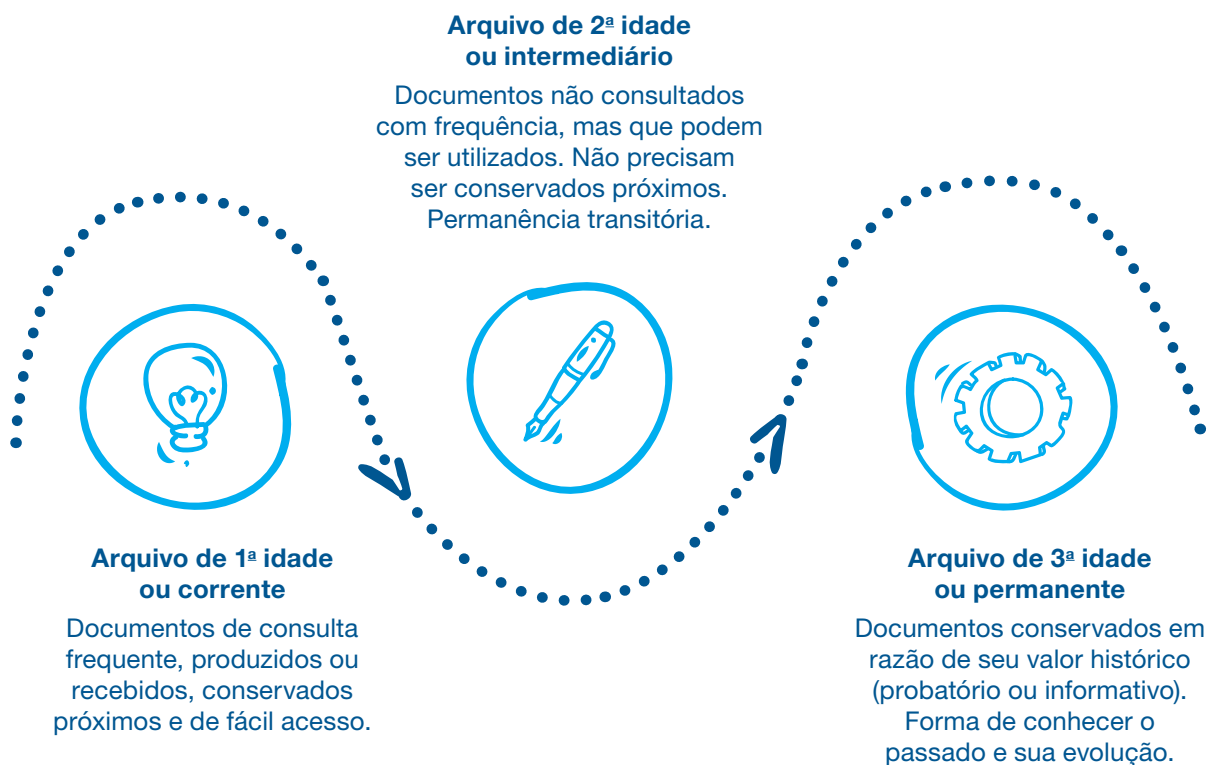 Arquivo de 2ª idade
ou intermediário
Documentos não consultados
com frequência, mas que podem
ser utilizados. Não precisam
ser conservados próximos.
Permanência transitória.
Arquivo de 1ª idade
ou corrente
Documentos de consulta
frequente, produzidos ou
recebidos, conservados
próximos e de fácil acesso.
Arquivo de 3ª idade
ou permanente
Documentos conservados em
razão de seu valor histórico
(probatório ou informativo).
Forma de conhecer o
passado e sua evolução.